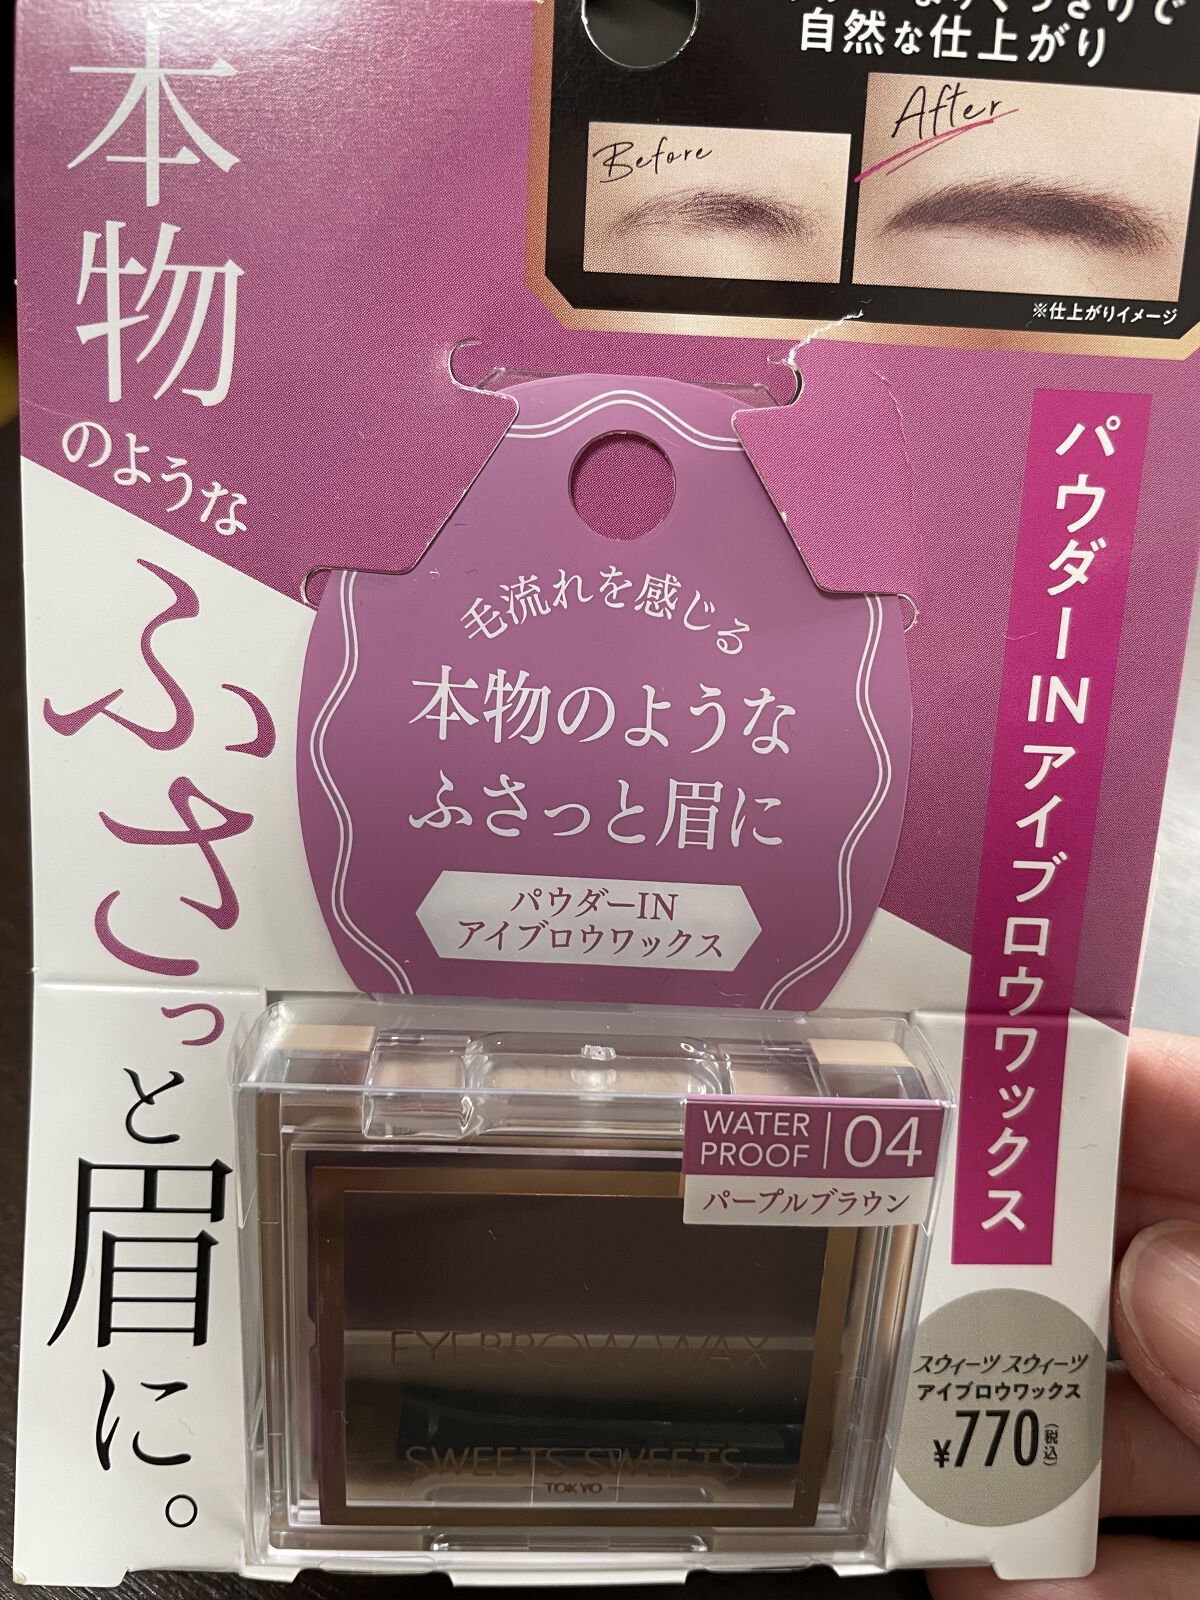 自然な仕上がり
Before
After
※仕上がりイメージ
本物
のような
ふさっ
と
眉
に。
毛流れを感じる
本物のような
ふさっと眉に
パウダーIN
アイブロウワックス
パウダーINアイブロウワックス
WATER
PROOF
04
パープルブラウン
EYEBROW WAX
SWEETS SWEETS
TOKYO
スウィーツ スウィーツ
アイブロウワックス
¥770(税込)